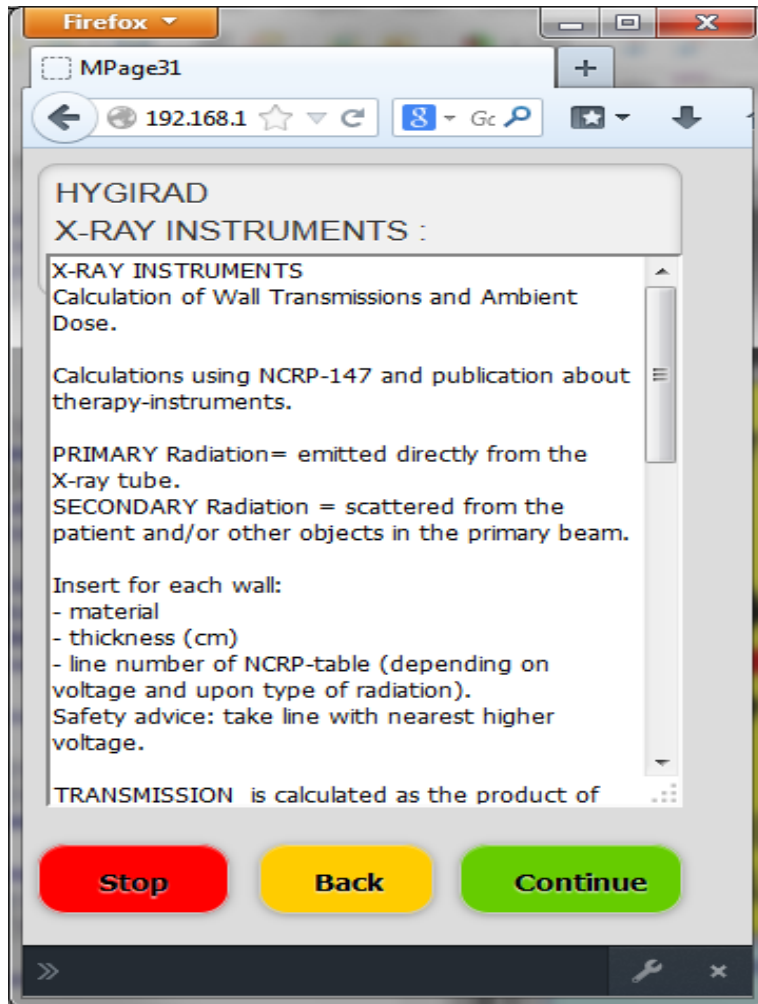 Firefox
MPage31
192.168.1
8 Gc
HYGIRAD
X-RAY INSTRUMENTS :
X-RAY INSTRUMENTS
Calculation of Wall Transmissions and Ambient
Dose.
Calculations using NCRP-147 and publication about
therapy-instruments.
PRIMARY Radiation= emitted directly from the
X-ray tube.
SECONDARY Radiation = scattered from the
patient and/or other objects in the primary beam.
Insert for each wall:
- material
- thickness (cm)
- line number of NCRP-table (depending on
voltage and upon type of radiation).
Safety advice: take line with nearest higher
voltage.
TRANSMISSION  is calculated as the product of
Stop Back Continue